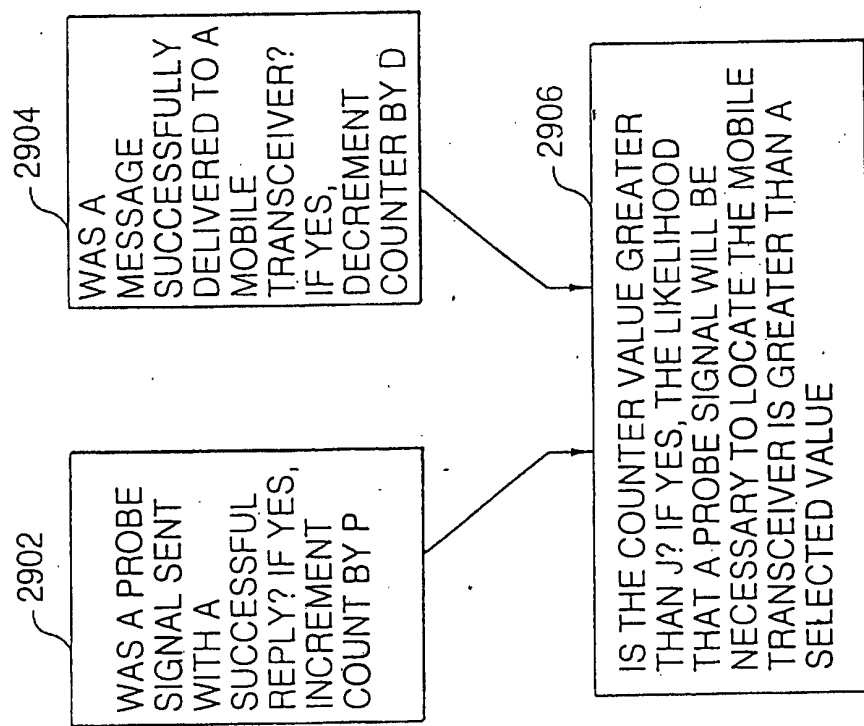 2902
WAS A PROBE
SIGNAL SENT
WITH A
SUCCESSFUL
REPLY? IF YES,
INCREMENT
COUNT BY P
2904
WAS A
MESSAGE
SUCCESSFULLY
DELIVERED TO A
MOBILE
TRANSCEIVER?
IF YES,
DECREMENT
COUNTER BY D
2906
IS THE COUNTER VALUE GREATER
THAN J? IF YES, THE LIKELIHOOD
THAT A PROBE SIGNAL WILL BE
NECESSARY TO LOCATE THE MOBILE
TRANSCEIVER IS GREATER THAN A
SELECTED VALUE